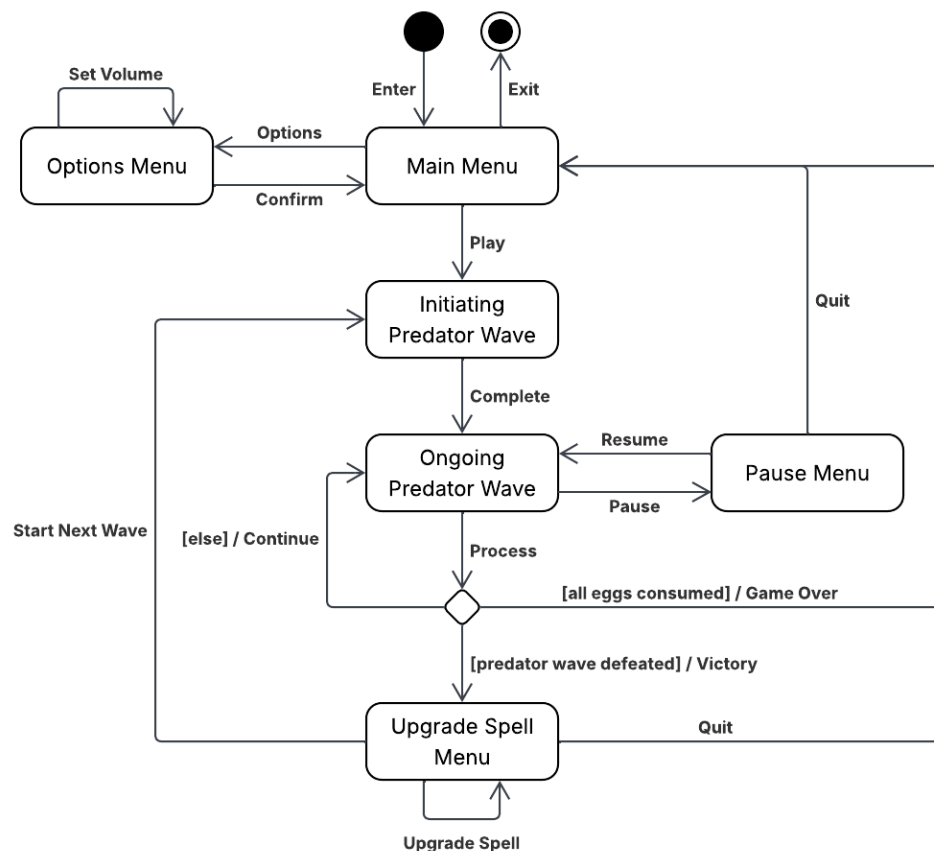 Set Volume
Enter
Exit
Options
Options Menu
Main Menu
Confirm
Play
Initiating
Predator Wave
Quit
Complete
Resume
Ongoing
Predator Wave
Pause Menu
Pause
Start Next Wave
[else] / Continue
Process
[all eggs consumed] / Game Over
[predator wave defeated] / Victory
Upgrade Spell
Menu
Quit
Upgrade Spell